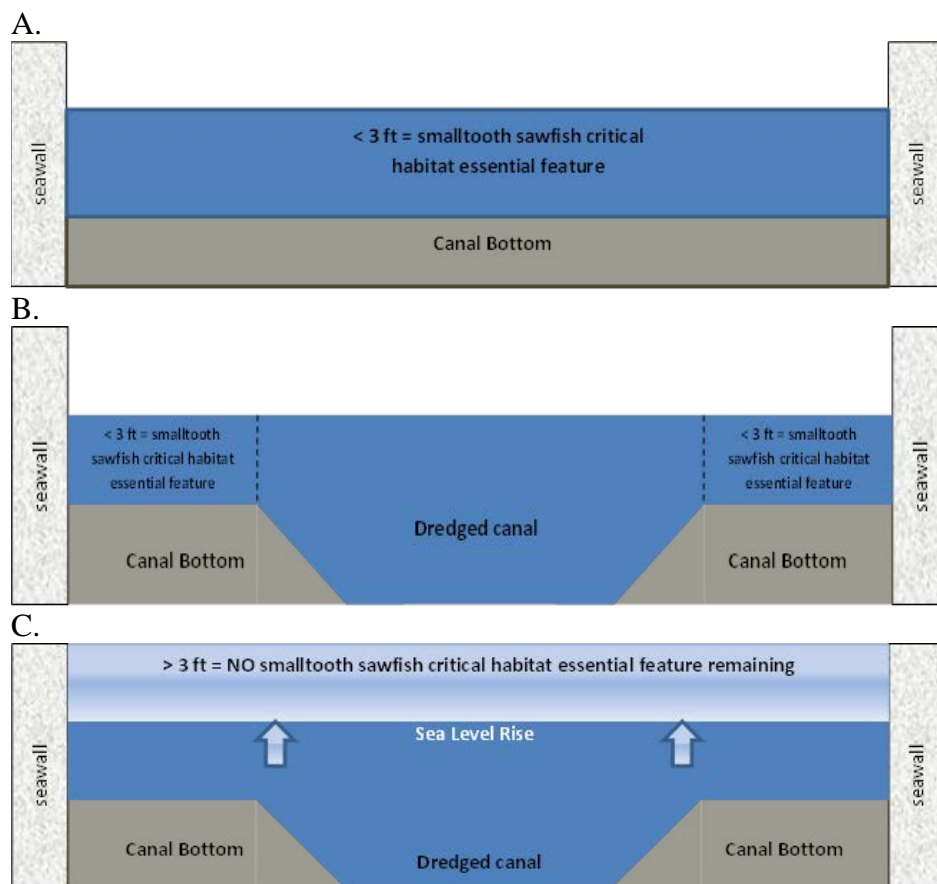 A.
seawall
< 3 ft = smalltooth sawfish critical
habitat essential feature
seawall
Canal Bottom
B.
seawall
< 3 ft = smalltooth
sawfish critical habitat
essential feature
< 3 ft = smalltooth
sawfish critical habitat
essential feature
seawall
Dredged canal
Canal Bottom
Canal Bottom
C.
seawall
> 3 ft = NO smalltooth sawfish critical habitat essential feature remaining
seawall
Sea Level Rise
Canal Bottom
Dredged canal
Canal Bottom